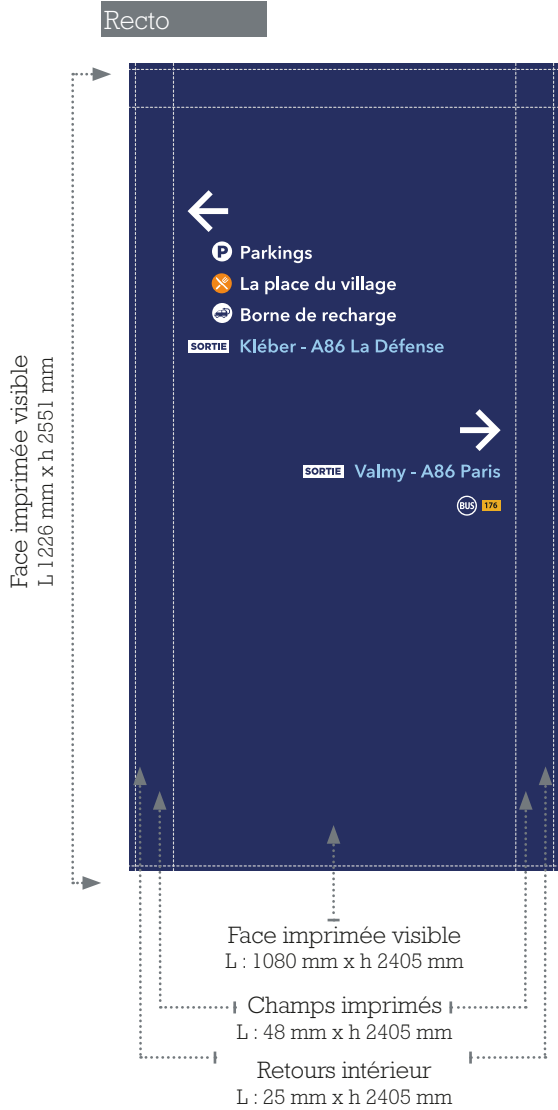 Recto
Face imprimée visible
L 1226 mm x h 2551 mm
P Parkings
La place du village
Borne de recharge
SORTIE Kléber - A86 La Défense
SORTIE Valmy - A86 Paris
BUS 176
Face imprimée visible
L : 1080 mm x h 2405 mm
Champs imprimés
L : 48 mm x h 2405 mm
Retours intérieur
L : 25 mm x h 2405 mm